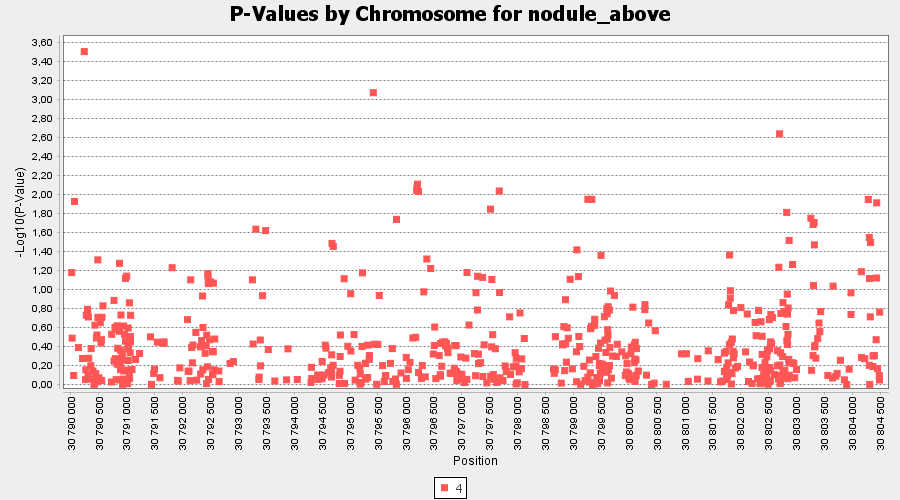 P-Values by Chromosome for nodule_above
-Log10(P-Value)
3,60
3,40
3,20
3,00
2,80
2,60
2,40
2,20
2,00
1,80
1,60
1,40
1,20
1,00
0,80
0,60
0,40
0,20
0,00
30 790 000
30 790 500
30 791 000
30 791 500
30 792 000
30 792 500
30 793 000
30 793 500
30 794 000
30 794 500
30 795 000
30 795 500
30 796 000
30 796 500
30 797 000
30 797 500
30 798 000
30 798 500
30 799 000
30 799 500
30 800 000
30 800 500
30 801 000
30 801 500
30 802 000
30 802 500
30 803 000
30 803 500
30 804 000
30 804 500
Position
4